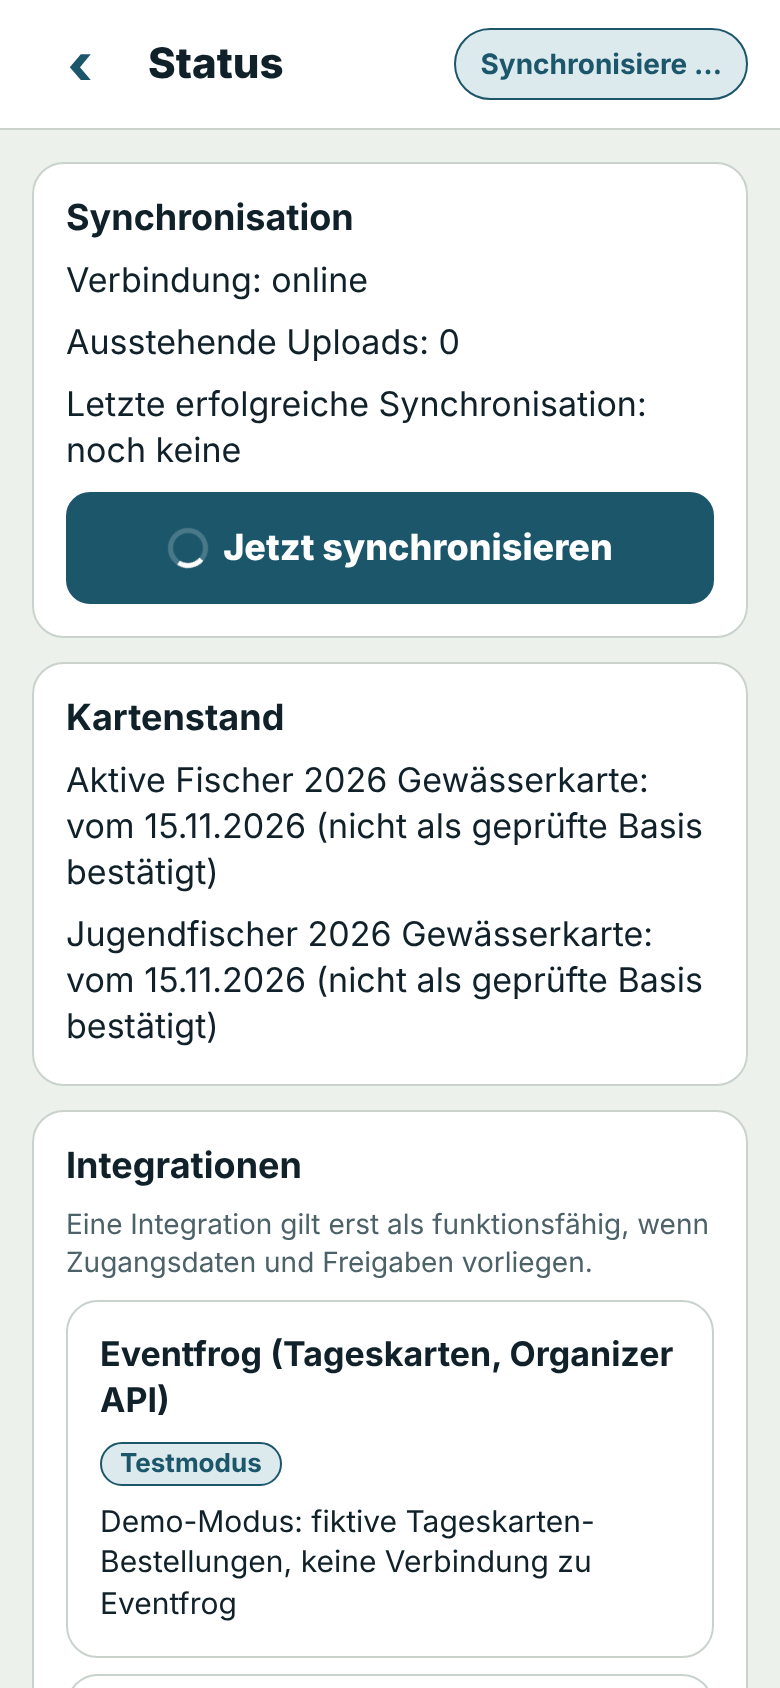 Status
Synchronisiere ...
Synchronisation
Verbindung: online
Ausstehende Uploads: 0
Letzte erfolgreiche Synchronisation:
noch keine
Jetzt synchronisieren
Kartenstand
Aktive Fischer 2026 Gewässerkarte:
vom 15.11.2026 (nicht als geprüfte Basis
bestätigt)
Jugendfischer 2026 Gewässerkarte:
vom 15.11.2026 (nicht als geprüfte Basis
bestätigt)
Integrationen
Eine Integration gilt erst als funktionsfähig, wenn
Zugangsdaten und Freigaben vorliegen.
Eventfrog (Tageskarten, Organizer
API)
Testmodus
Demo-Modus: fiktive Tageskarten-
Bestellungen, keine Verbindung zu
Eventfrog